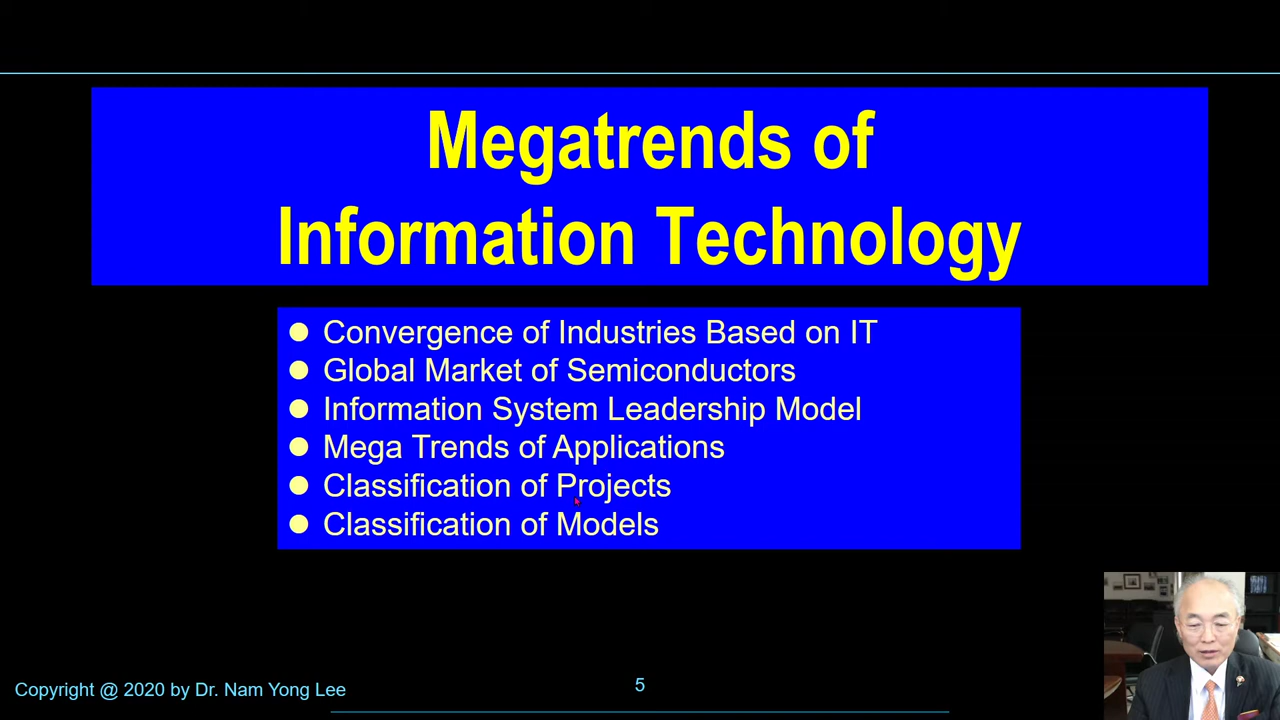 Megatrends of
Information Technology
Convergence of Industries Based on IT
Global Market of Semiconductors
Information System Leadership Model
Mega Trends of Applications
Classification of Projects
Classification of Models
Copyright @ 2020 by Dr. Nam Yong Lee
5